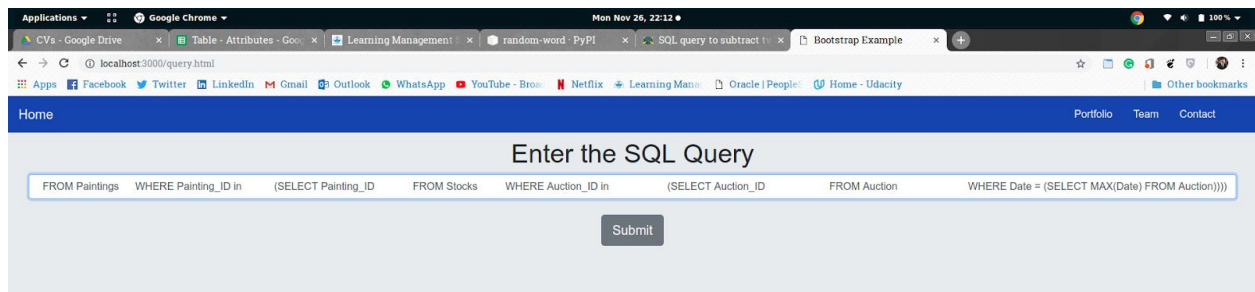 Applications Google Chrome Mon Nov 26, 22:12 100%
CVs - Google Drive Table - Attributes - Goo Learning Management random-word · PyPI SQL query to subtract tw Bootstrap Example
localhost:3000/query.html
Apps Facebook Twitter LinkedIn Gmail Outlook WhatsApp YouTube - Broa Netflix Learning Mana Oracle | People Home - Udacity Other bookmarks
Home Portfolio Team Contact
Enter the SQL Query
FROM Paintings WHERE Painting_ID in (SELECT Painting_ID FROM Stocks WHERE Auction_ID in (SELECT Auction_ID FROM Auction WHERE Date = (SELECT MAX(Date) FROM Auction))))
Submit